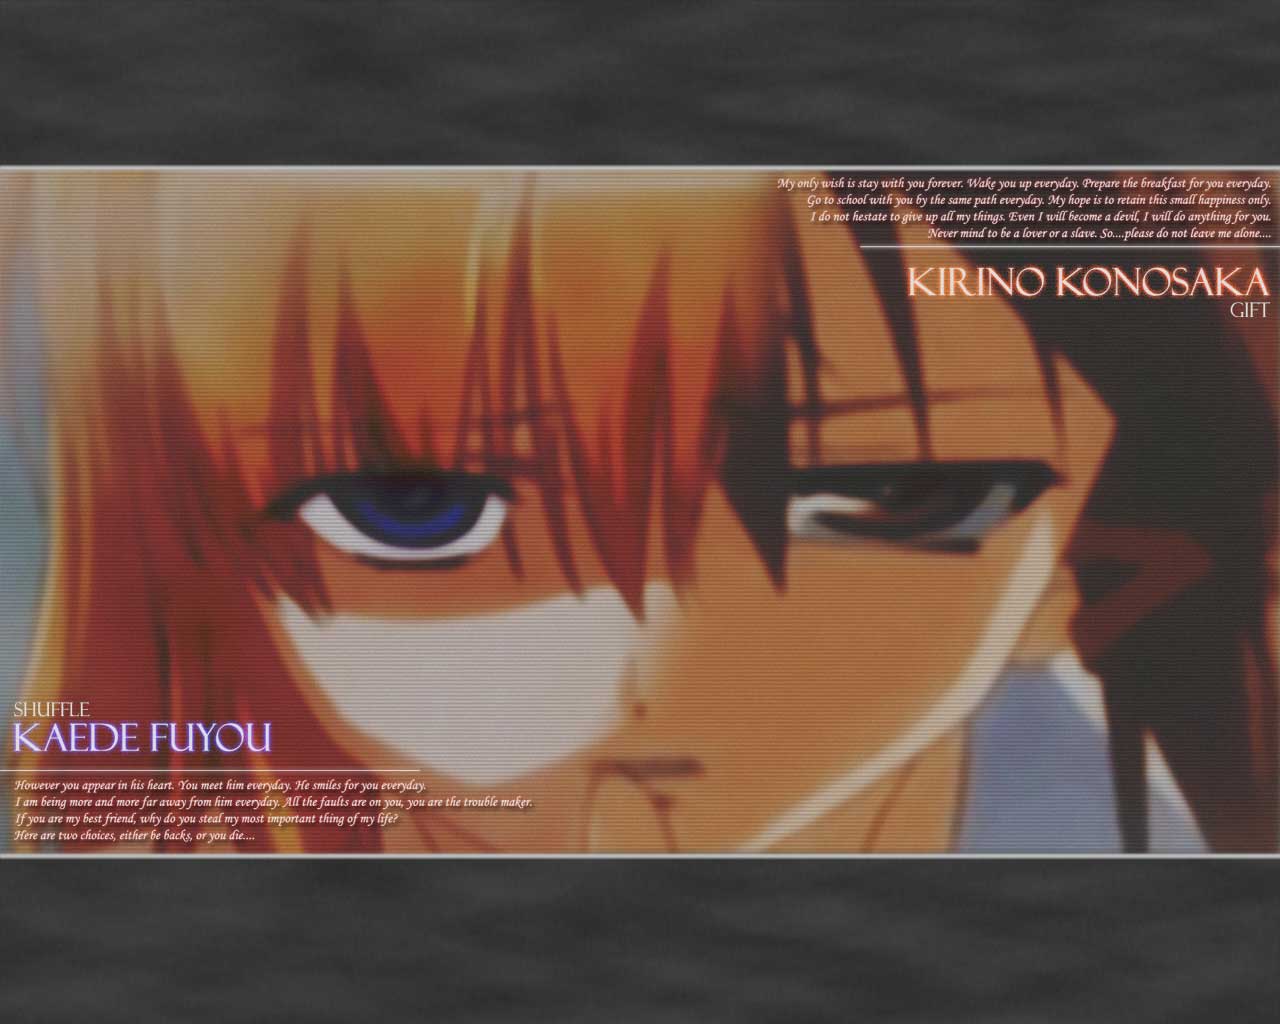 My only wish is stay with you forever. Wake you up everyday. Prepare the breakfast for you everyday.
Go to school with you by the same path everyday. My hope is to retain this small happiness only.
I do not hestate to give up all my things. Even I will become a devil, I will do anything for you.
Never mind to be a lover or a slave. So....please do not leave me alone....
KIRINO KONOSAKA
GIFT
SHUFFLE
KAEDE FUYOU
However you appear in his heart. You meet him everyday. He smiles for you everyday.
I am being more and more far away from him everyday. All the faults are on you, you are the trouble maker.
If you are my best friend, why do you steal my most important thing of my life?
Here are two choices, either be backs, or you die....